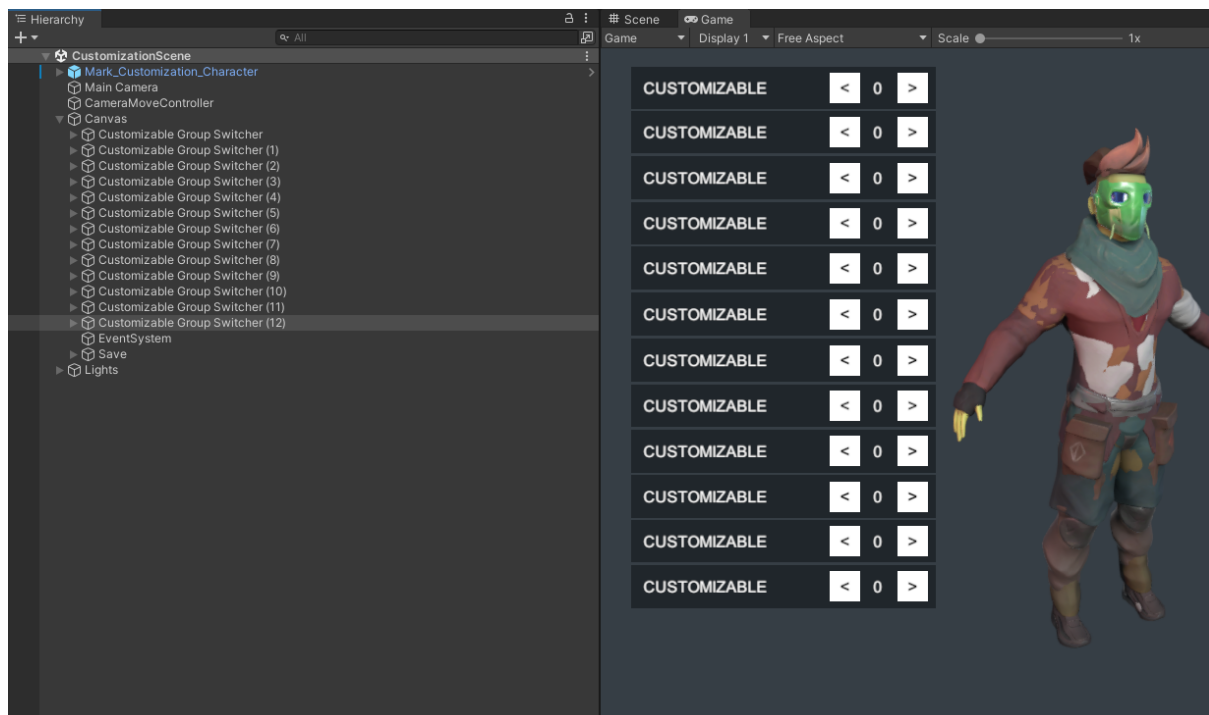 Hierarchy
All
CustomizationScene
Mark_Customization_Character
Main Camera
CameraMoveController
Canvas
Customizable Group Switcher
Customizable Group Switcher (1)
Customizable Group Switcher (2)
Customizable Group Switcher (3)
Customizable Group Switcher (4)
Customizable Group Switcher (5)
Customizable Group Switcher (6)
Customizable Group Switcher (7)
Customizable Group Switcher (8)
Customizable Group Switcher (9)
Customizable Group Switcher (10)
Customizable Group Switcher (11)
Customizable Group Switcher (12)
EventSystem
Save
Lights
Scene Game
Game Display 1 Free Aspect Scale 1x
CUSTOMIZABLE < 0 >
CUSTOMIZABLE < 0 >
CUSTOMIZABLE < 0 >
CUSTOMIZABLE < 0 >
CUSTOMIZABLE < 0 >
CUSTOMIZABLE < 0 >
CUSTOMIZABLE < 0 >
CUSTOMIZABLE < 0 >
CUSTOMIZABLE < 0 >
CUSTOMIZABLE < 0 >
CUSTOMIZABLE < 0 >
CUSTOMIZABLE < 0 >